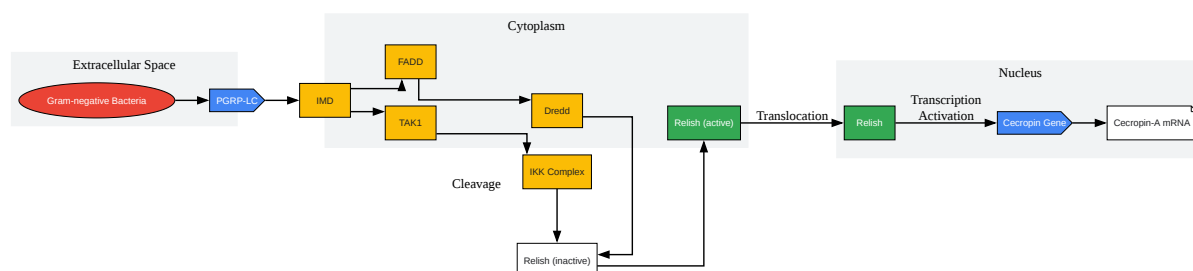 Cytoplasm
Extracellular Space
Nucleus
FADD
Gram-negative Bacteria
PGRP-LC
IMD
TAK1
Dredd
Relish (active)
Translocation
Relish
Transcription
Activation
Cecropin Gene
Cecropin-A mRNA
IKK Complex
Cleavage
Relish (inactive)